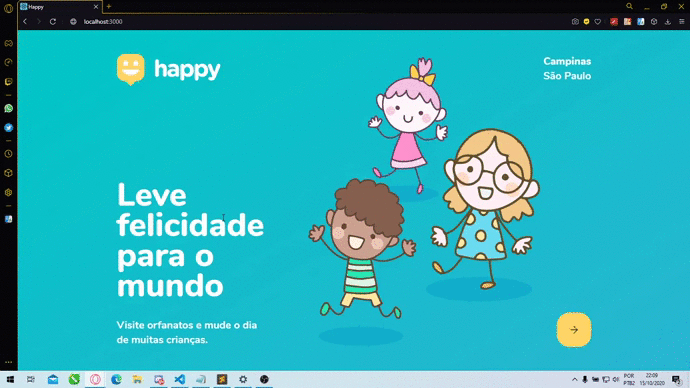 Happy
localhost:3000
happy
Campinas
São Paulo
Leve
felicidade
para o
mundo
Visite orfanatos e mude o dia
de muitas crianças.
POR
PTB2
22:09
15/10/2020